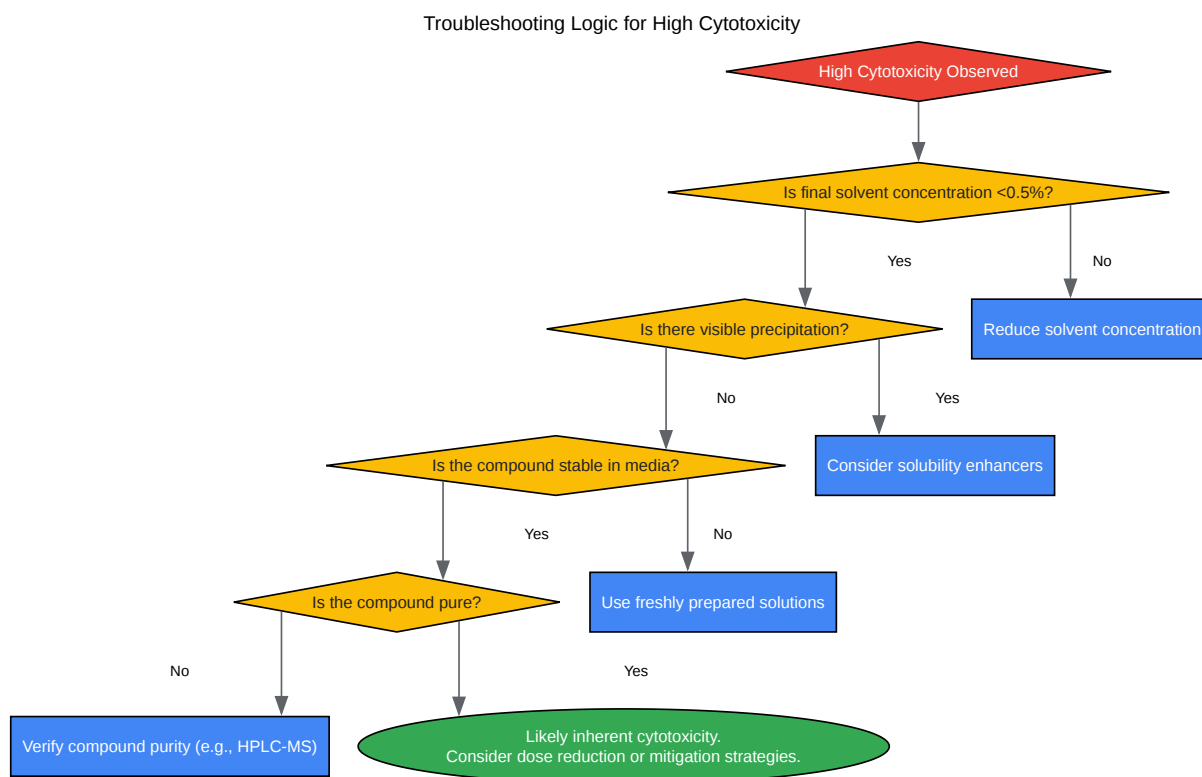 Troubleshooting Logic for High Cytotoxicity
High Cytotoxicity Observed
Is final solvent concentration <0.5%?
Yes
No
Is there visible precipitation?
Reduce solvent concentration
No
Yes
Is the compound stable in media?
Consider solubility enhancers
Yes
No
Is the compound pure?
Use freshly prepared solutions
No
Yes
Verify compound purity (e.g., HPLC-MS)
Likely inherent cytotoxicity.
Consider dose reduction or mitigation strategies.